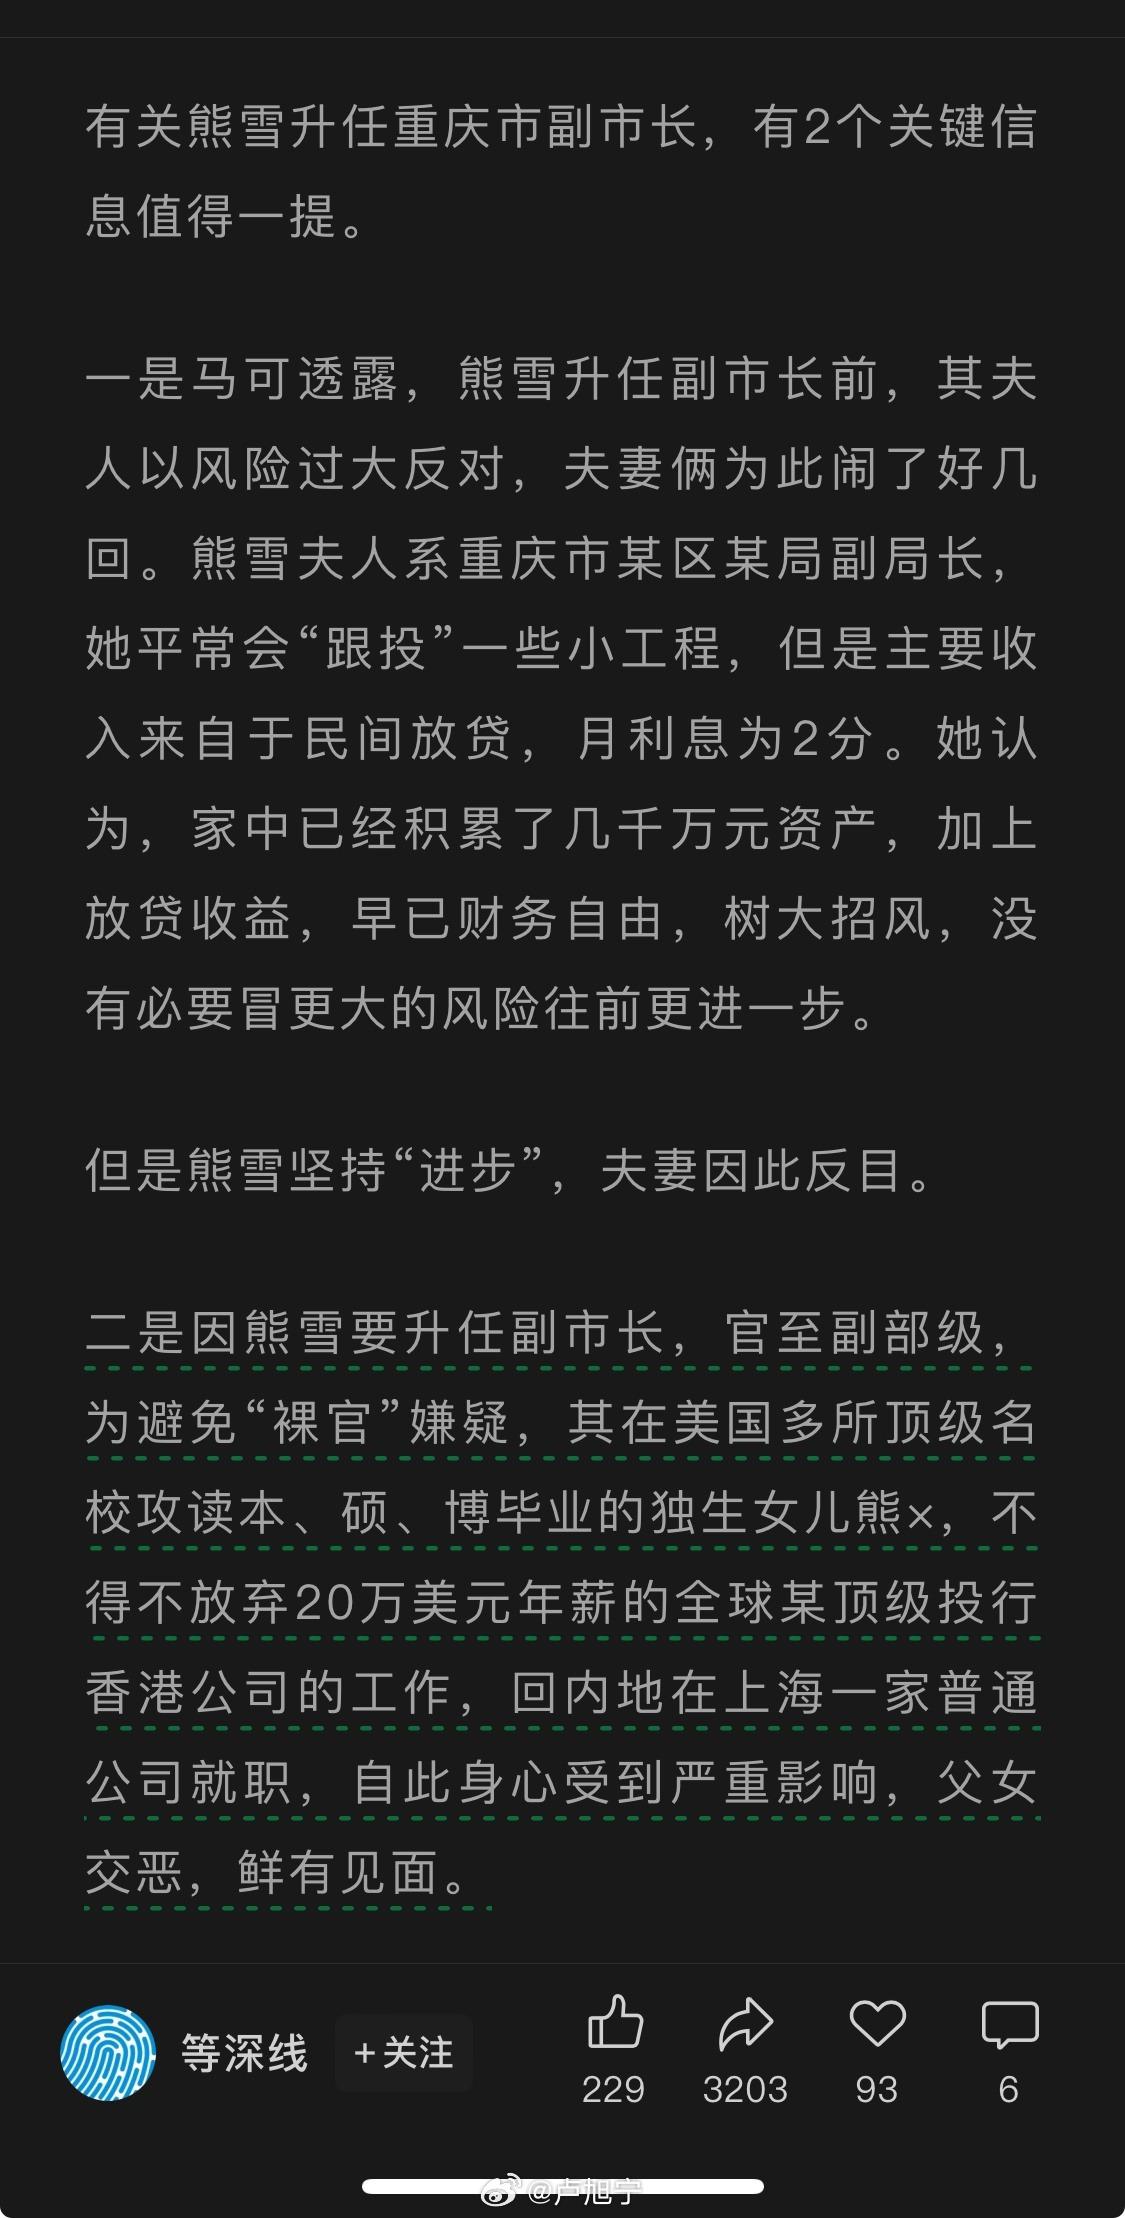 有关熊雪升任重庆市副市长，有2个关键信
息值得一提。
一是马可透露，熊雪升任副市长前，其夫
人以风险过大反对，夫妻俩为此闹了好几
回。熊雪夫人系重庆市某区某局副局长，
她平常会“跟投”一些小工程，但是主要收
入来自于民间放贷，月利息为2分。她认
为，家中已经积累了几千万元资产，加上
放贷收益，早已财务自由，树大招风，没
有必要冒更大的风险往前更进一步。
但是熊雪坚持“进步”，夫妻因此反目。
二是因熊雪要升任副市长，官至副部级，
为避免“裸官”嫌疑，其在美国多所顶级名
校攻读本、硕、博毕业的独生女儿熊×，不
得不放弃20万美元年薪的全球某顶级投行
香港公司的工作，回内地在上海一家普通
公司就职，自此身心受到严重影响，父女
交恶，鲜有见面。
等深线 +关注 229 3203 93 6
@卢旭宁